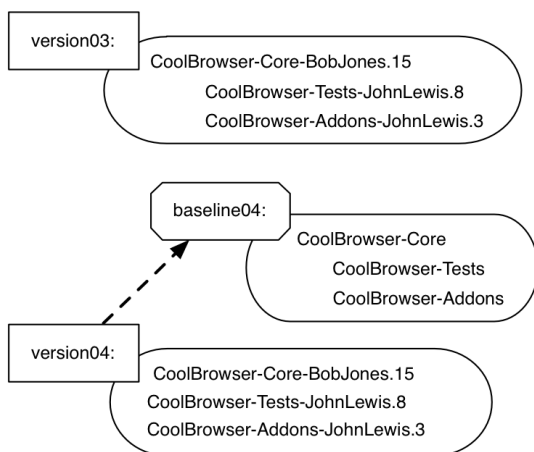 version03:
CoolBrowser-Core-BobJones.15
CoolBrowser-Tests-JohnLewis.8
CoolBrowser-Addons-JohnLewis.3
baseline04:
CoolBrowser-Core
CoolBrowser-Tests
CoolBrowser-Addons
version04:
CoolBrowser-Core-BobJones.15
CoolBrowser-Tests-JohnLewis.8
CoolBrowser-Addons-JohnLewis.3